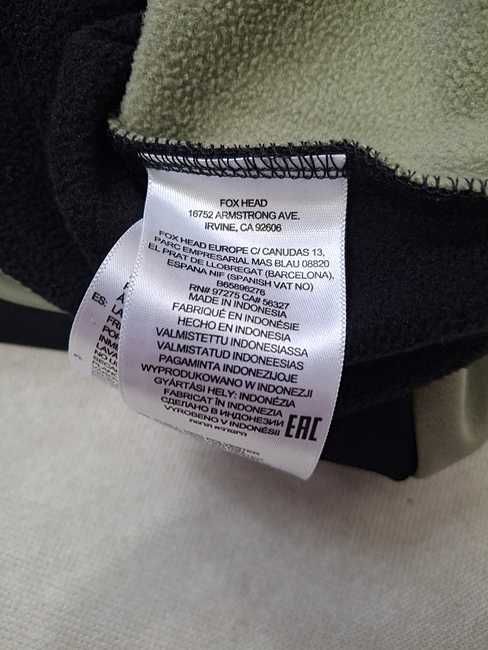 FOX HEAD
16752 ARMSTRONG AVE.
IRVINE, CA 92606
FOX HEAD EUROPE C/ CANUDAS 13,
PARC EMPRESARIAL MAS BLAU 08820
EL PRAT DE LLOBREGAT (BARCELONA),
ESPANA NIF (SPANISH VAT NO)
B65896276
RN# 97275 CA# 56327
MADE IN INDONESIA
FABRIQUÉ EN INDONÉSIE
HECHO EN INDONESIA
VALMISTETTU INDONESIASSA
VALMISTATUD INDONEESIAS
PAGAMINTA INDONEZIJOJE
WYPRODUKOWANO W INDONEZJI
GYÁRTÁSI HELY: INDONÉZIA
FABRICAT ÎN INDONEZIA
СДЕЛАНО В ИНДОНЕЗИИ
VYROBENO V INDONÉSII
EAC
ES: